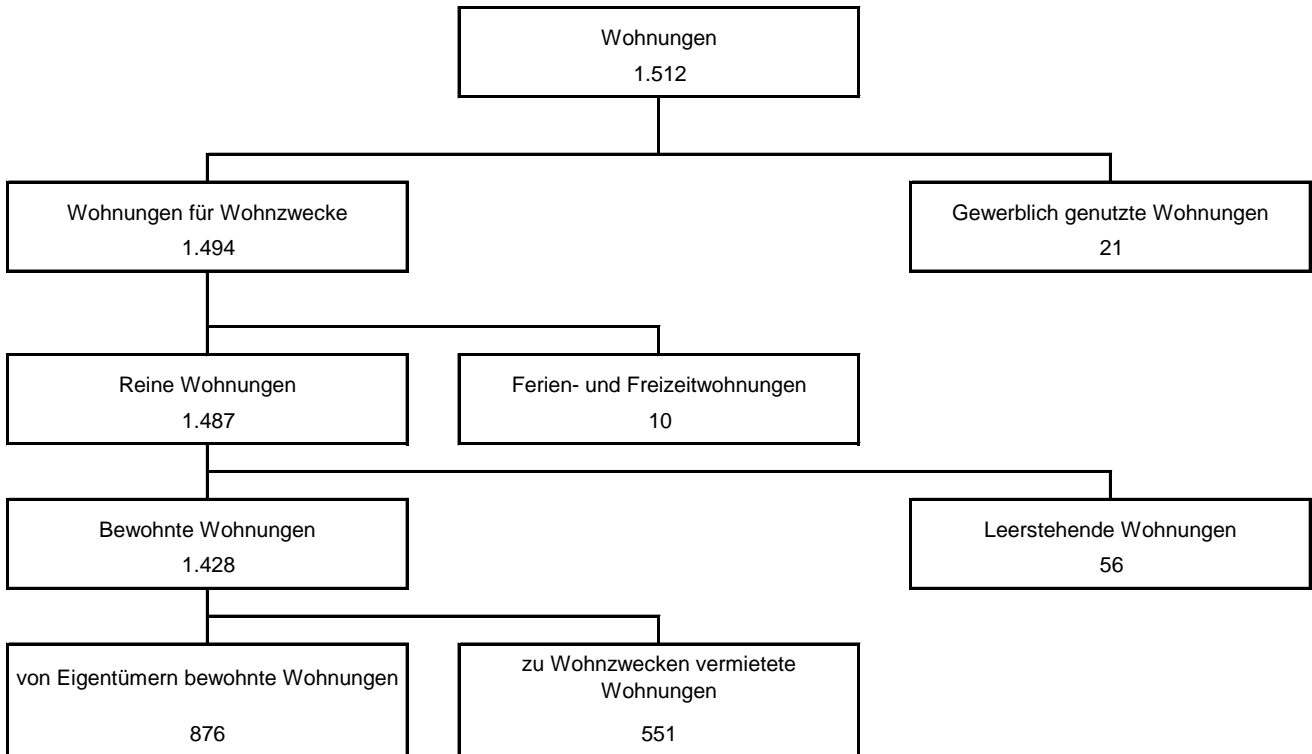 Wohnungen
1.512
Wohnungen für Wohnzwecke
1.494
Gewerblich genutzte Wohnungen
21
Reine Wohnungen
1.487
Ferien- und Freizeitwohnungen
10
Bewohnte Wohnungen
1.428
Leerstehende Wohnungen
56
von Eigentümern bewohnte Wohnungen
876
zu Wohnzwecken vermietete
Wohnungen
551